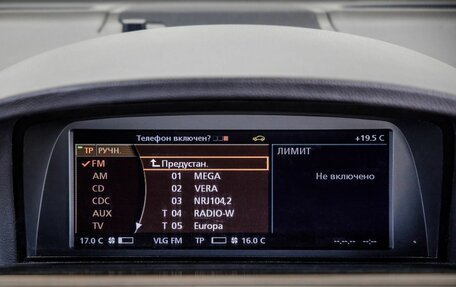 Телефон включен? +19.5 C
TP РУЧН. ЛИМИТ
FM Предустан.
AM 01 MEGA Не включено
CD 02 VERA
CDC 03 NRJ104,2
AUX T 04 RADIO-W
TV T 05 Europa
17.0 C VLG FM TP 16.0 C --.--.-- --:--